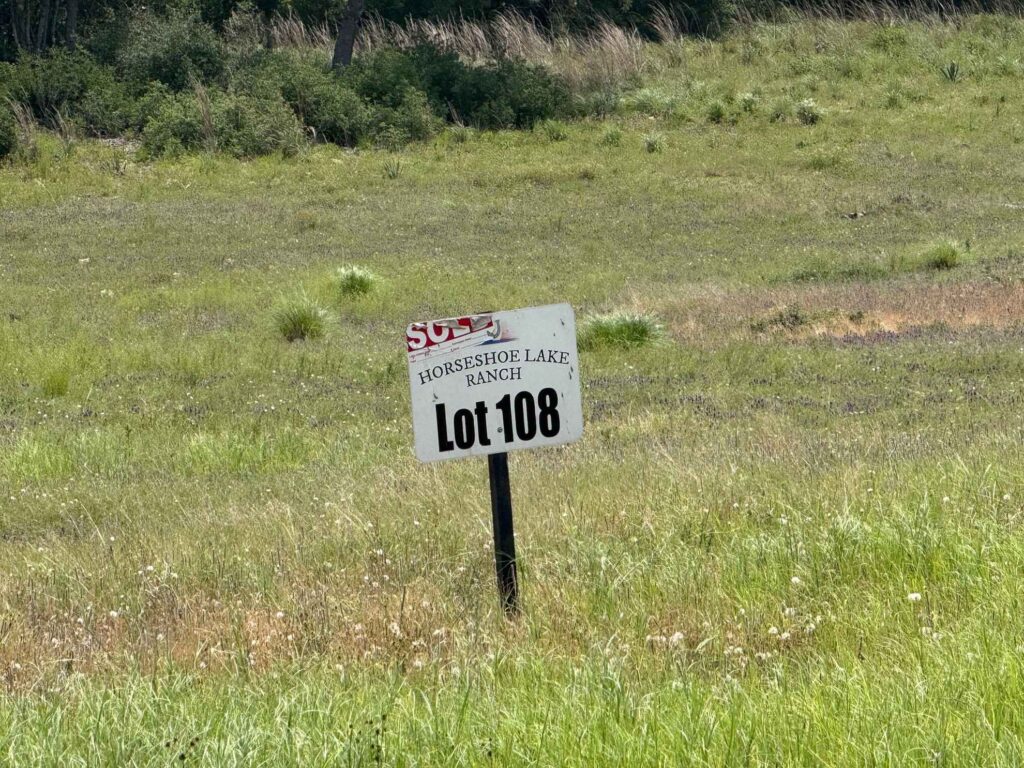 SOLD
HORSESHOE LAKE
RANCH
Lot 108